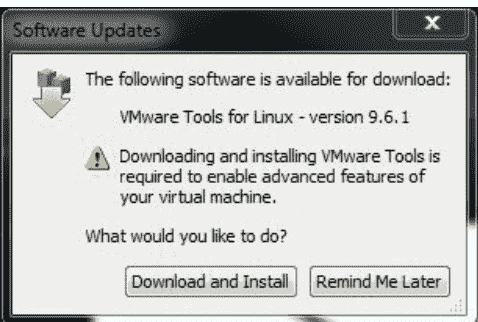 Software Updates
The following software is available for download:
VMware Tools for Linux - version 9.6.1
Downloading and installing VMware Tools is
required to enable advanced features of
your virtual machine.
What would you like to do?
Download and Install
Remind Me Later